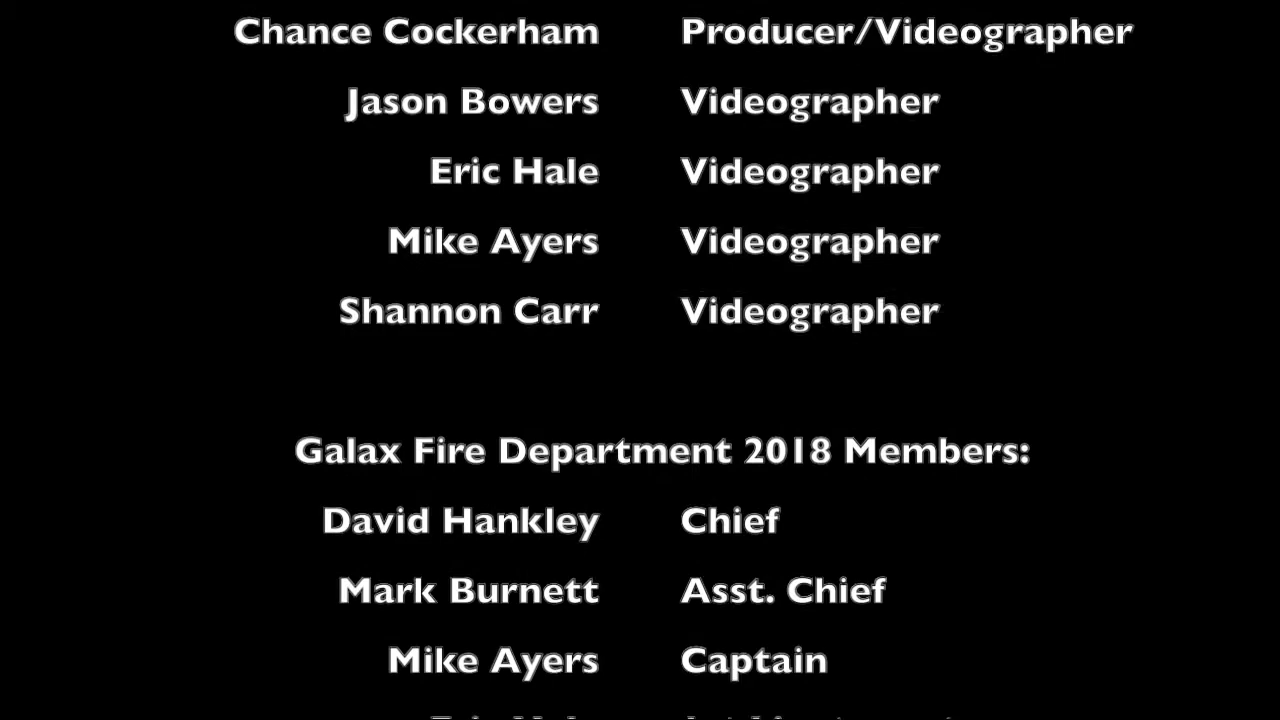 Chance Cockerham Producer/Videographer
Jason Bowers Videographer
Eric Hale Videographer
Mike Ayers Videographer
Shannon Carr Videographer
Galax Fire Department 2018 Members:
David Hankley Chief
Mark Burnett Asst. Chief
Mike Ayers Captain